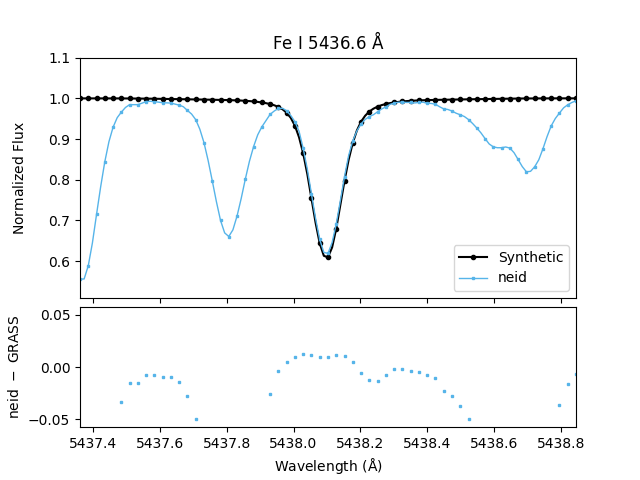 Fe I 5436.6 Å
1.1
1.0
0.9
0.8
0.7
0.6
Normalized Flux
Synthetic
neid
0.05
0.00
−0.05
neid − GRASS
5437.4 5437.6 5437.8 5438.0 5438.2 5438.4 5438.6 5438.8
Wavelength (Å)